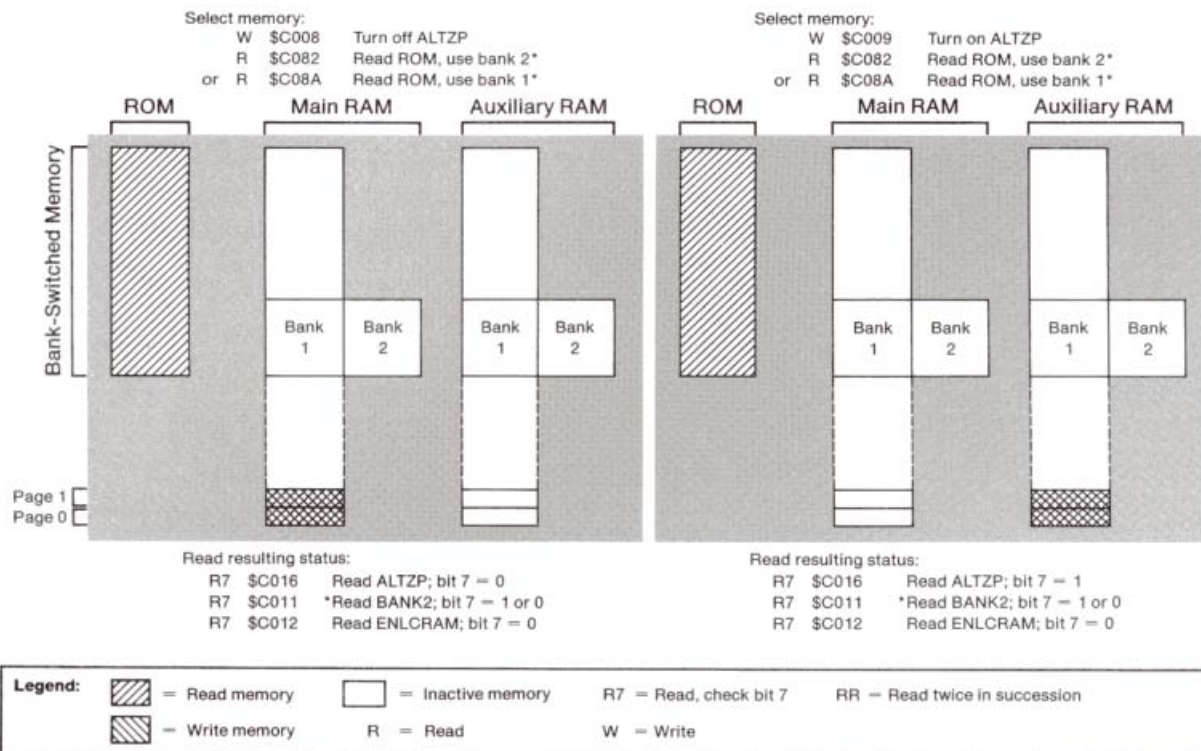 Select memory:
W $C008 Turn off ALTZP
R $C082 Read ROM, use bank 2*
or R $C08A Read ROM, use bank 1*
ROM Main RAM Auxiliary RAM
Bank-Switched Memory
Bank 1
Bank 2
Bank 1
Bank 2
Page 1
Page 0
Read resulting status:
R7 $C016 Read ALTZP; bit 7 = 0
R7 $C011 *Read BANK2; bit 7 = 1 or 0
R7 $C012 Read ENLCRAM; bit 7 = 0
Select memory:
W $C009 Turn on ALTZP
R $C082 Read ROM, use bank 2*
or R $C08A Read ROM, use bank 1*
ROM Main RAM Auxiliary RAM
Bank 1
Bank 2
Bank 1
Bank 2
Read resulting status:
R7 $C016 Read ALTZP; bit 7 = 1
R7 $C011 *Read BANK2; bit 7 = 1 or 0
R7 $C012 Read ENLCRAM; bit 7 = 0
Legend: = Read memory = Inactive memory R7 = Read, check bit 7 RR = Read twice in succession
= Write memory R = Read W = Write